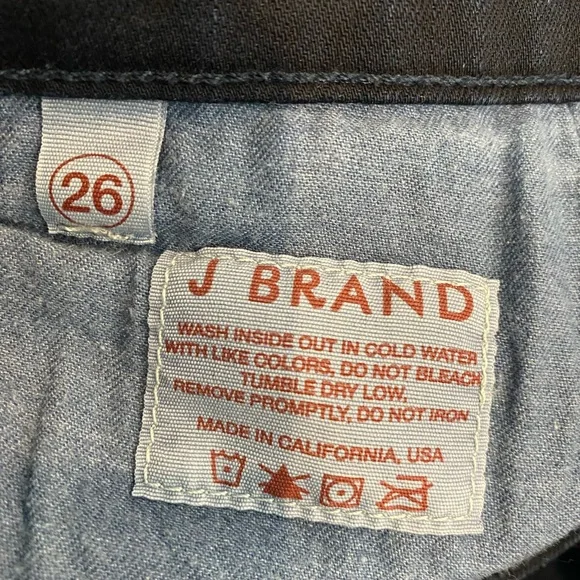 26
J BRAND
WASH INSIDE OUT IN COLD WATER
WITH LIKE COLORS. DO NOT BLEACH
TUMBLE DRY LOW.
REMOVE PROMPTLY, DO NOT IRON
MADE IN CALIFORNIA, USA